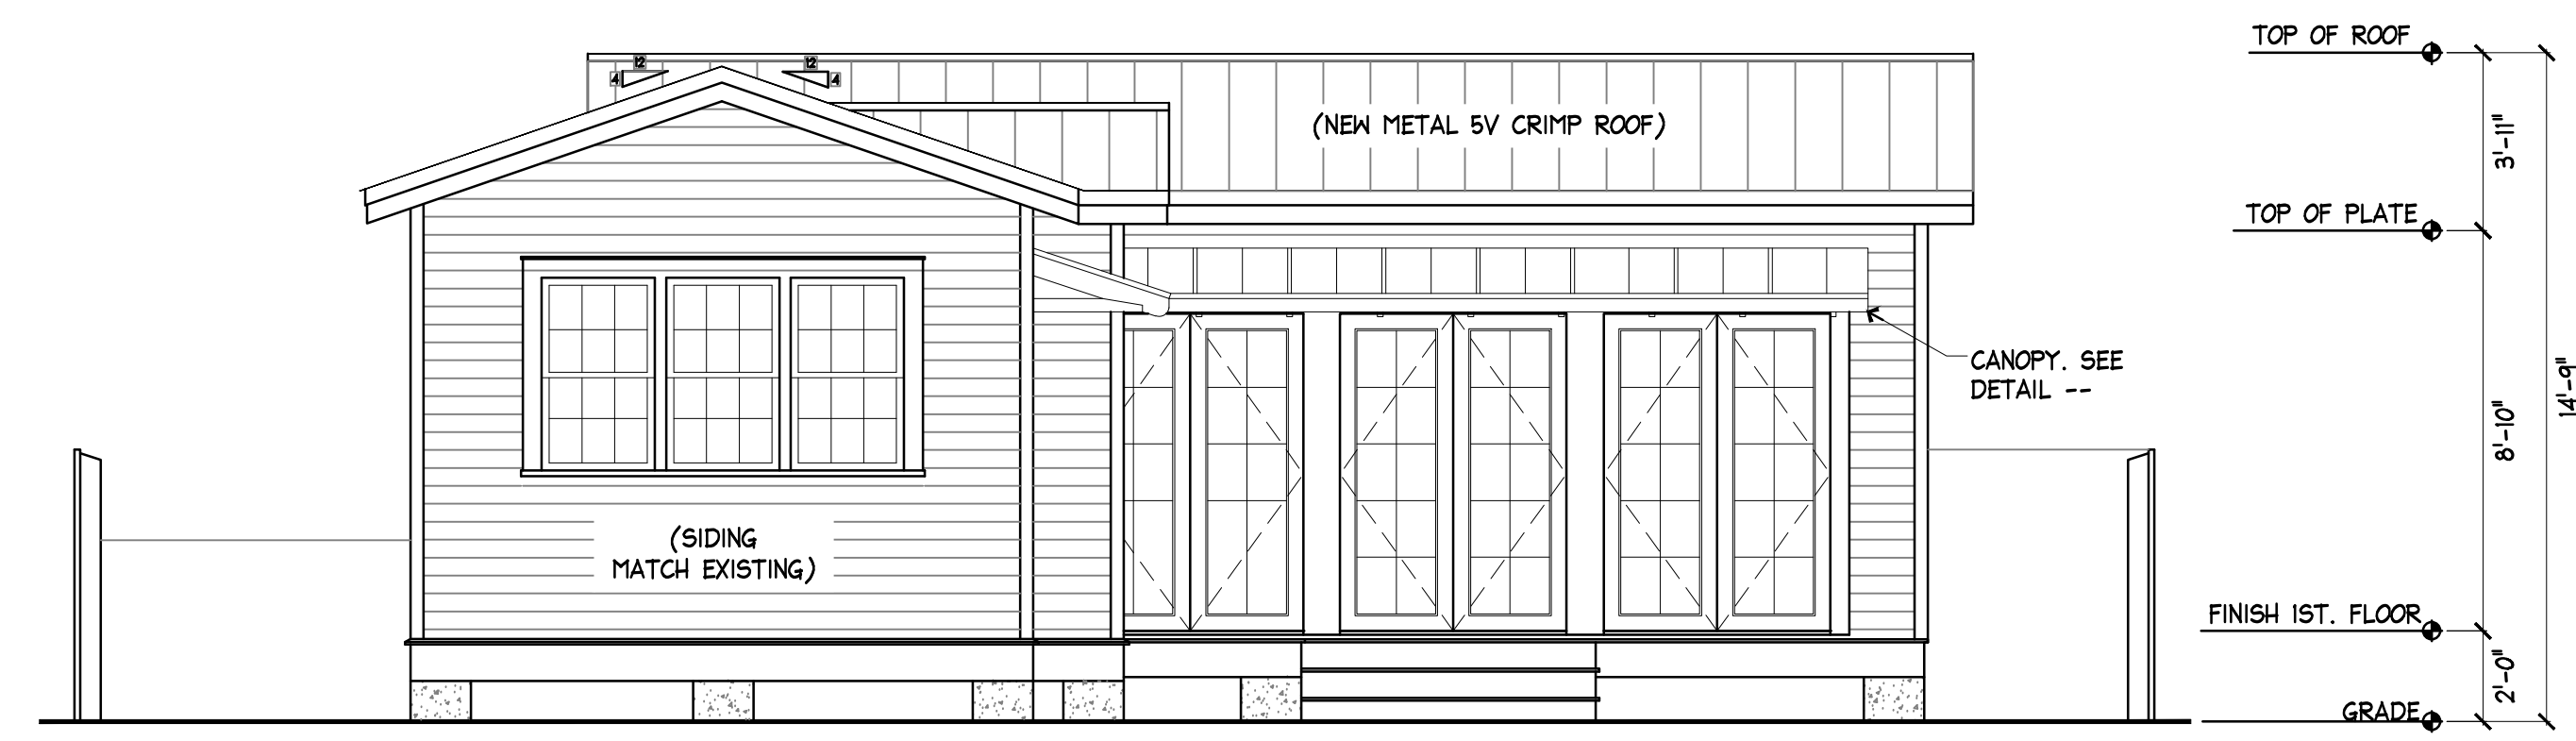 TOP OF ROOF
12
12
4
4
(NEW METAL 5V CRIMP ROOF)
3'-11"
TOP OF PLATE
CANOPY. SEE
DETAIL --
14'-9"
8'-10"
(SIDING
MATCH EXISTING)
FINISH 1ST. FLOOR
2'-0"
GRADE